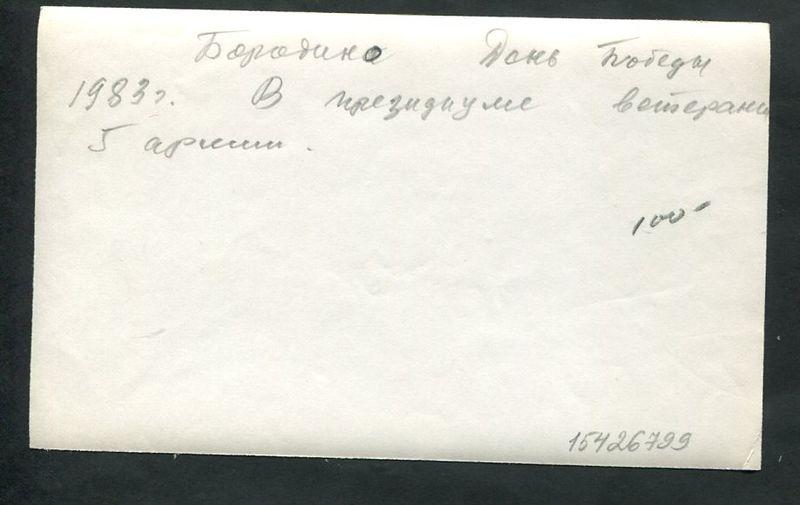 Бородино День Победы
1983г. В президиуме ветераны
5 армии.
100-
15426799